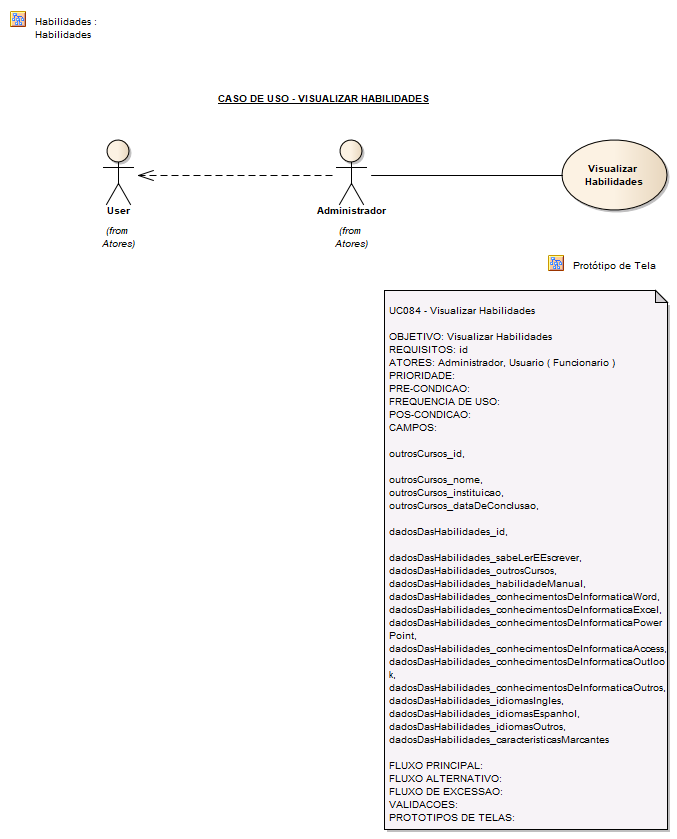 Habilidades :
Habilidades
CASO DE USO - VISUALIZAR HABILIDADES
Visualizar
Habilidades
User
Administrador
(from
Atores)
(from
Atores)
Protótipo de Tela
UC084 - Visualizar Habilidades
OBJETIVO: Visualizar Habilidades
REQUISITOS: id
ATORES: Administrador, Usuario ( Funcionario )
PRIORIDADE:
PRE-CONDICAO:
FREQUENCIA DE USO:
POS-CONDICAO:
CAMPOS:
outrosCursos_id,
outrosCursos_nome,
outrosCursos_instituicao,
outrosCursos_dataDeConclusao,
dadosDasHabilidades_id,
dadosDasHabilidades_sabeLerEEscrever,
dadosDasHabilidades_outrosCursos,
dadosDasHabilidades_habilidadeManual,
dadosDasHabilidades_conhecimentosDeInformaticaWord,
dadosDasHabilidades_conhecimentosDeInformaticaExcel,
dadosDasHabilidades_conhecimentosDeInformaticaPower
Point,
dadosDasHabilidades_conhecimentosDeInformaticaAccess,
dadosDasHabilidades_conhecimentosDeInformaticaOutloo
k,
dadosDasHabilidades_conhecimentosDeInformaticaOutros,
dadosDasHabilidades_idiomasIngles,
dadosDasHabilidades_idiomasEspanhol,
dadosDasHabilidades_idiomasOutros,
dadosDasHabilidades_caracteristicasMarcantes
FLUXO PRINCIPAL:
FLUXO ALTERNATIVO:
FLUXO DE EXCESSAO:
VALIDACOES:
PROTOTIPOS DE TELAS: